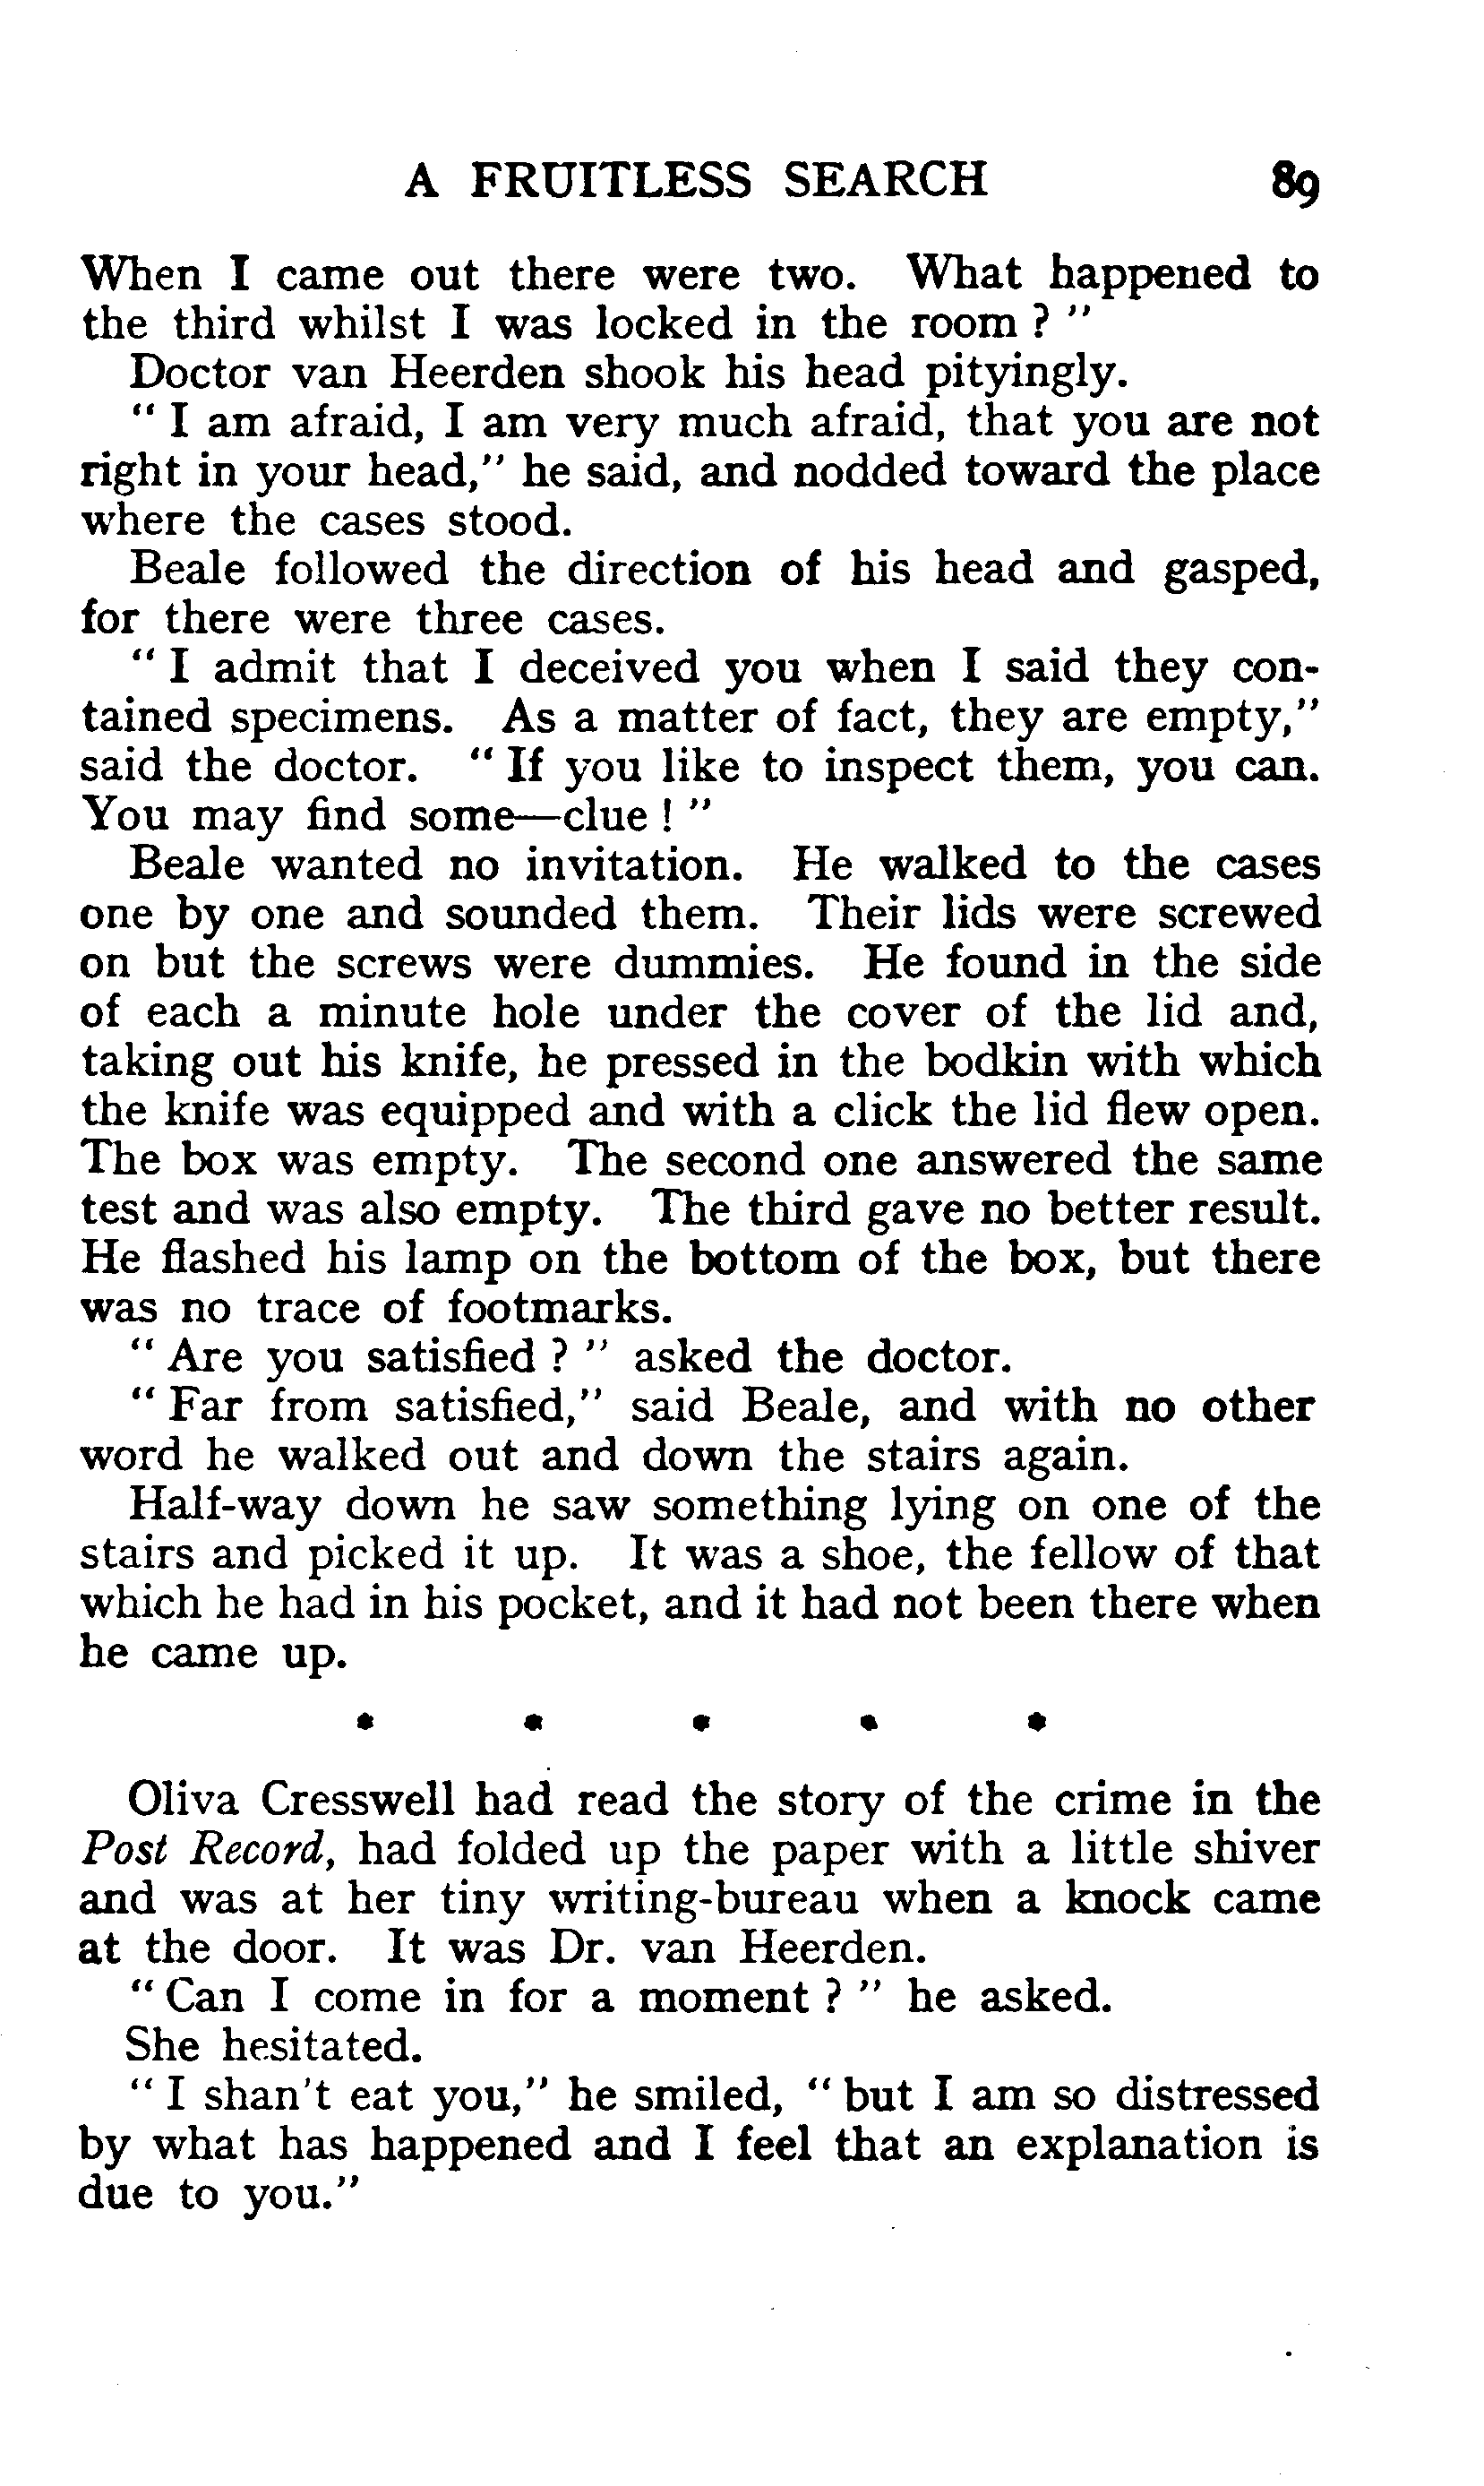 A FRUITLESS SEARCH 89
When I came out there were two. What happened to
the third whilst I was locked in the room ? "
Doctor van Heerden shook his head pityingly.
" I am afraid, I am very much afraid, that you are not
right in your head," he said, and nodded toward the place
where the cases stood.
Beale followed the direction of his head and gasped,
for there were three cases.
" I admit that I deceived you when I said they con-
tained specimens. As a matter of fact, they are empty,"
said the doctor. " If you like to inspect them, you can.
You may find some—clue ! "
Beale wanted no invitation. He walked to the cases
one by one and sounded them. Their lids were screwed
on but the screws were dummies. He found in the side
of each a minute hole under the cover of the lid and,
taking out his knife, he pressed in the bodkin with which
the knife was equipped and with a click the lid flew open.
The box was empty. The second one answered the same
test and was also empty. The third gave no better result.
He flashed his lamp on the bottom of the box, but there
was no trace of footmarks.
" Are you satisfied ? " asked the doctor.
" Far from satisfied," said Beale, and with no other
word he walked out and down the stairs again.
Half-way down he saw something lying on one of the
stairs and picked it up. It was a shoe, the fellow of that
which he had in his pocket, and it had not been there when
he came up.
* * * * *
Oliva Cresswell had read the story of the crime in the
Post Record, had folded up the paper with a little shiver
and was at her tiny writing-bureau when a knock came
at the door. It was Dr. van Heerden.
" Can I come in for a moment ? " he asked.
She hesitated.
" I shan't eat you," he smiled, " but I am so distressed
by what has happened and I feel that an explanation is
due to you."